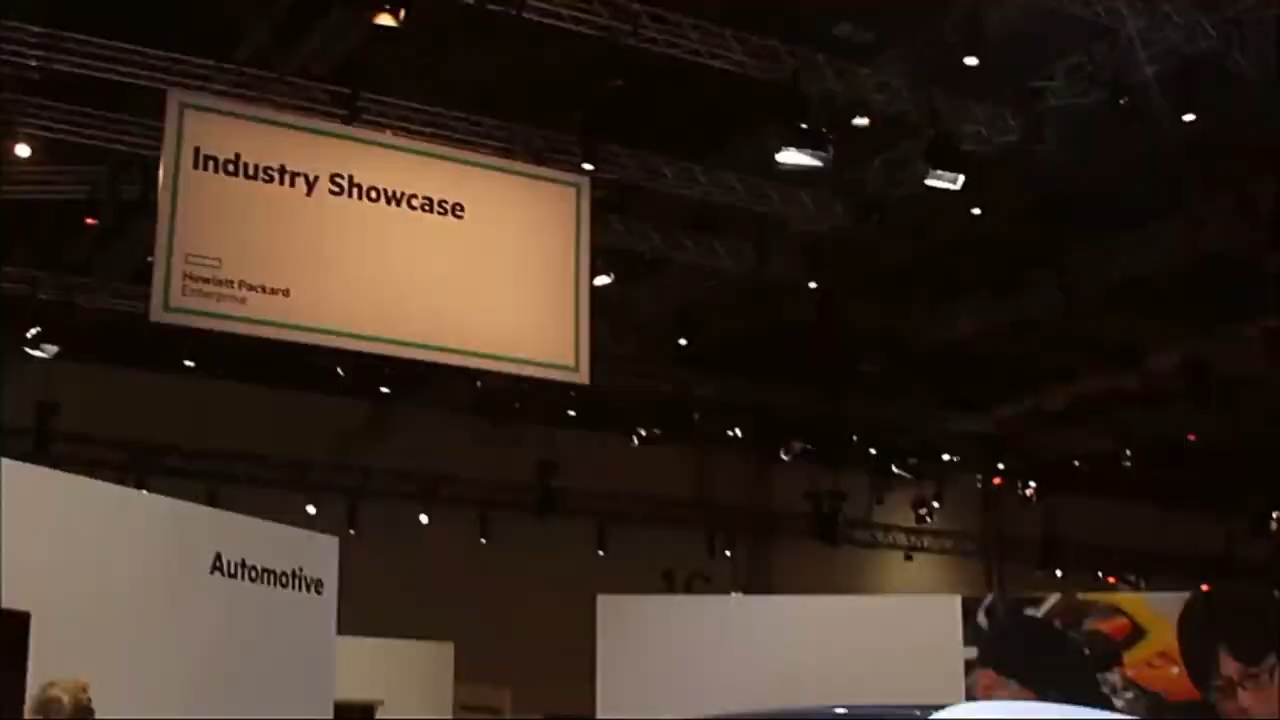 Industry Showcase
Hewlett Packard
Enterprise
Automotive